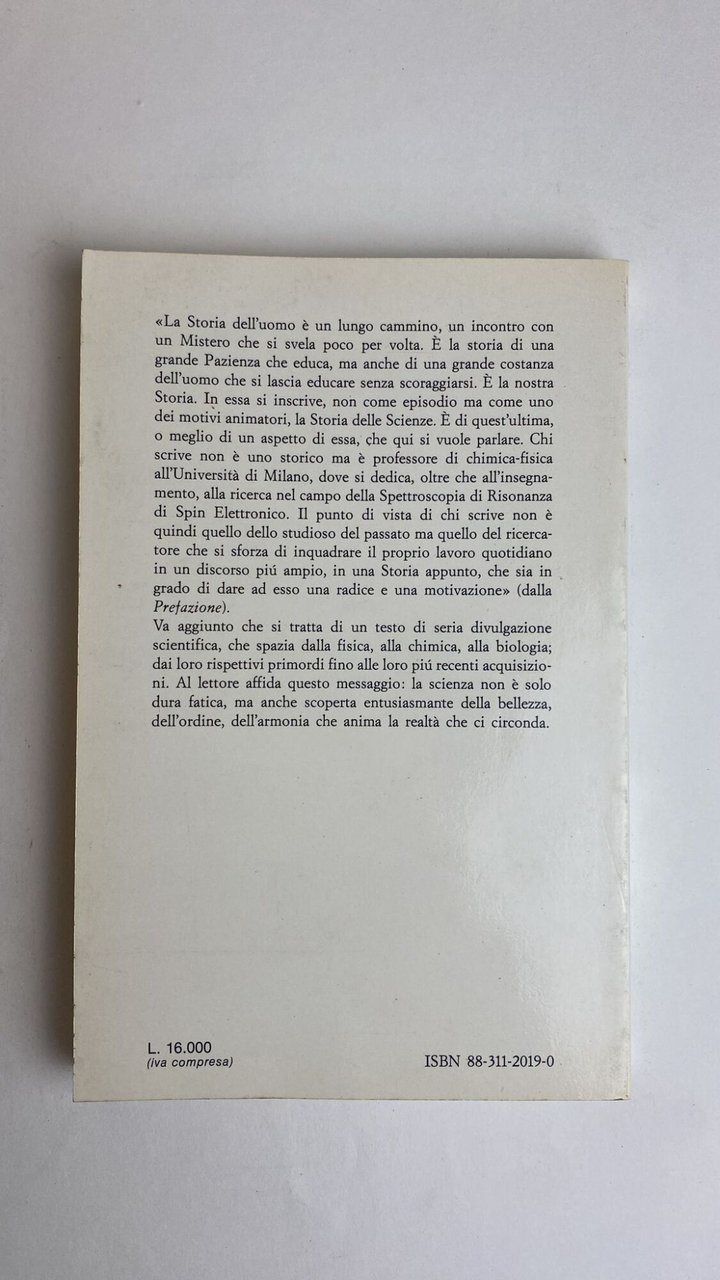 «La Storia dell'uomo è un lungo cammino, un incontro con
un Mistero che si svela poco per volta. È la storia di una
grande Pazienza che educa, ma anche di una grande costanza
dell'uomo che si lascia educare senza scoraggiarsi. È la nostra
Storia. In essa si inscrive, non come episodio ma come uno
dei motivi animatori, la Storia delle Scienze. È di quest'ultima,
o meglio di un aspetto di essa, che qui si vuole parlare. Chi
scrive non è uno storico ma è professore di chimica-fisica
all'Università di Milano, dove si dedica, oltre che all'insegna-
mento, alla ricerca nel campo della Spettroscopia di Risonanza
di Spin Elettronico. Il punto di vista di chi scrive non è
quindi quello dello studioso del passato ma quello del ricerca-
tore che si sforza di inquadrare il proprio lavoro quotidiano
in un discorso piú ampio, in una Storia appunto, che sia in
grado di dare ad esso una radice e una motivazione» (dalla
Prefazione).
Va aggiunto che si tratta di un testo di seria divulgazione
scientifica, che spazia dalla fisica, alla chimica, alla biologia;
dai loro rispettivi primordi fino alle loro piú recenti acquisizio-
ni. Al lettore affida questo messaggio: la scienza non è solo
dura fatica, ma anche scoperta entusiasmante della bellezza,
dell'ordine, dell'armonia che anima la realtà che ci circonda.
L. 16.000
(iva compresa)
ISBN 88-311-2019-0